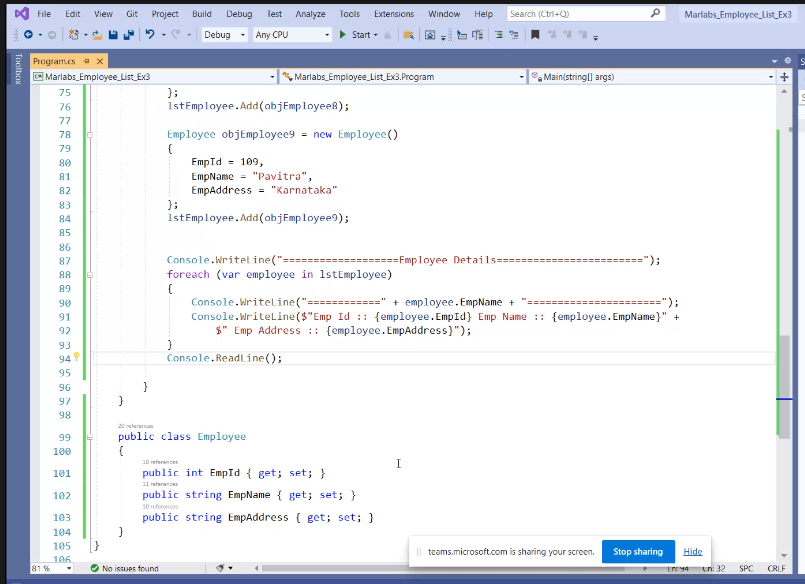 File Edit View Git Project Build Debug Test Analyze Tools Extensions Window Help Search (Ctrl+Q) Marlabs_Employee_List_Ex3
Debug Any CPU Start
Toolbox
Program.cs
Marlabs_Employee_List_Ex3 Marlabs_Employee_List_Ex3.Program Main(string[] args)
75 };
76 lstEmployee.Add(objEmployee8);
77
78 Employee objEmployee9 = new Employee()
79 {
80 EmpId = 109,
81 EmpName = "Pavitra",
82 EmpAddress = "Karnataka"
83 };
84 lstEmployee.Add(objEmployee9);
85
86
87 Console.WriteLine("===================Employee Details========================");
88 foreach (var employee in lstEmployee)
89 {
90 Console.WriteLine("============" + employee.EmpName + "======================");
91 Console.WriteLine($"Emp Id :: {employee.EmpId} Emp Name :: {employee.EmpName}" +
92 $" Emp Address :: {employee.EmpAddress}");
93 }
94 Console.ReadLine();
95
96 }
97 }
98
20 references
99 public class Employee
100 {
10 references
101 public int EmpId { get; set; }
11 references
102 public string EmpName { get; set; }
10 references
103 public string EmpAddress { get; set; }
104 }
105 }
106
teams.microsoft.com is sharing your screen. Stop sharing Hide
81 % No issues found Ln: 94 Ch: 32 SPC CRLF